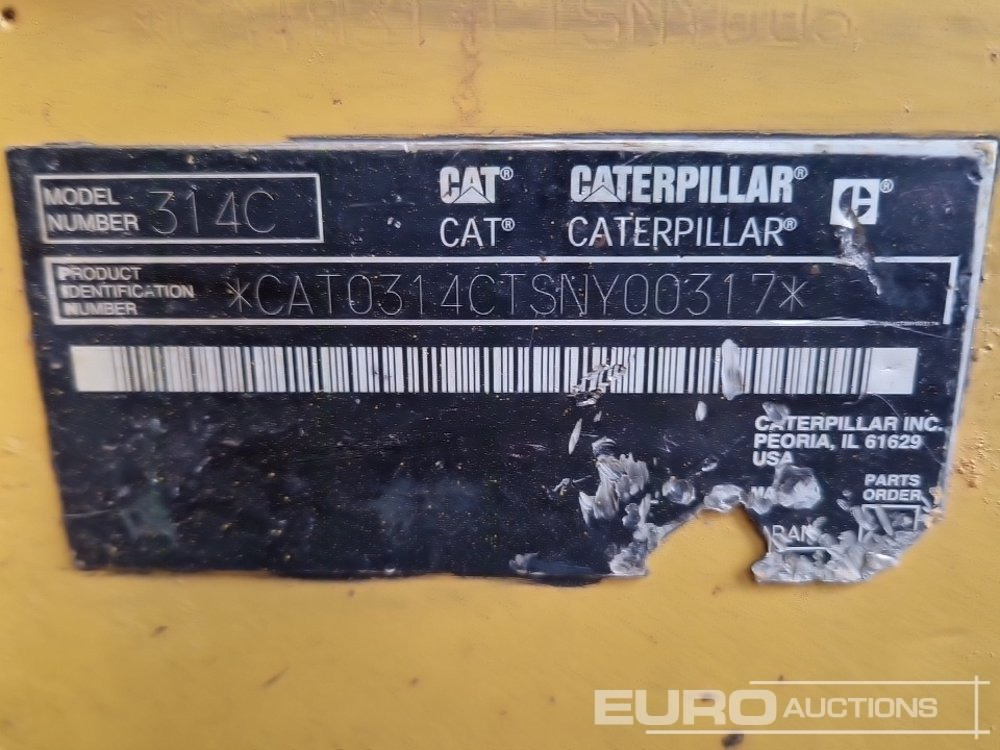 MODEL NUMBER 314C
CAT® CATERPILLAR® ®
CAT® CATERPILLAR®
PRODUCT IDENTIFICATION NUMBER *CAT0314CTSNY00317*
CATERPILLAR INC.
PEORIA, IL 61629
USA
PARTS
ORDER
EURO AUCTIONS